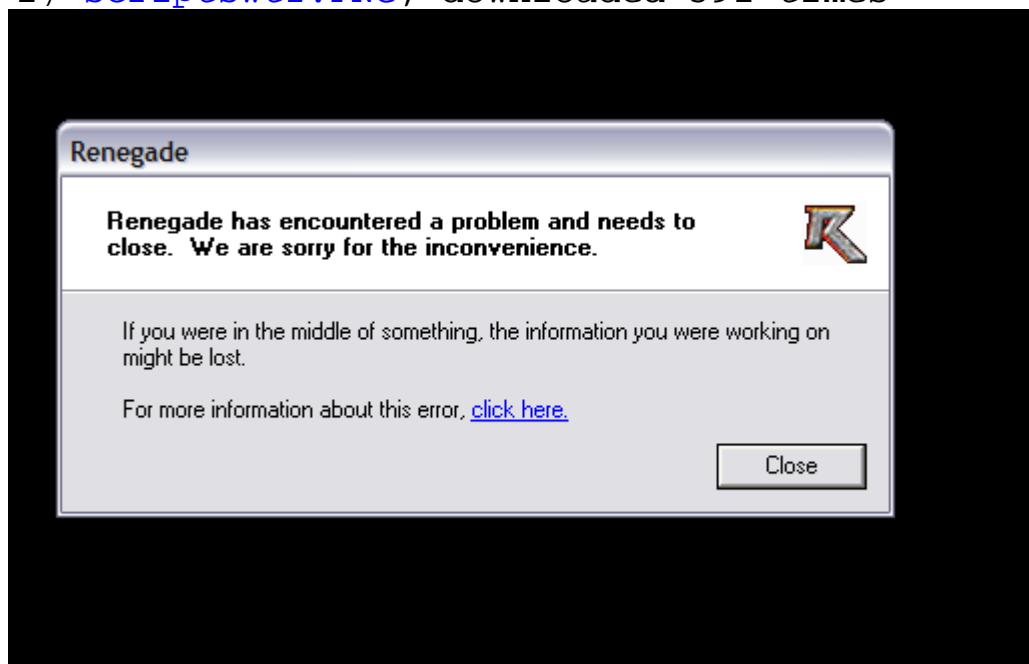 Renegade
Renegade has encountered a problem and needs to
close. We are sorry for the inconvenience.
If you were in the middle of something, the information you were working on
might be lost.
For more information about this error, click here.
Close